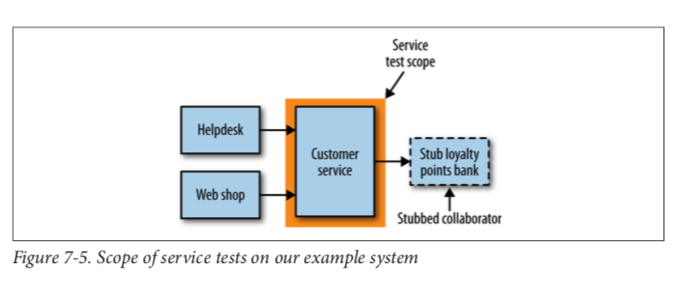 Service
test scope
Helpdesk
Customer
service
Stub loyalty
points bank
Web shop
Stubbed collaborator
Figure 7-5. Scope of service tests on our example system